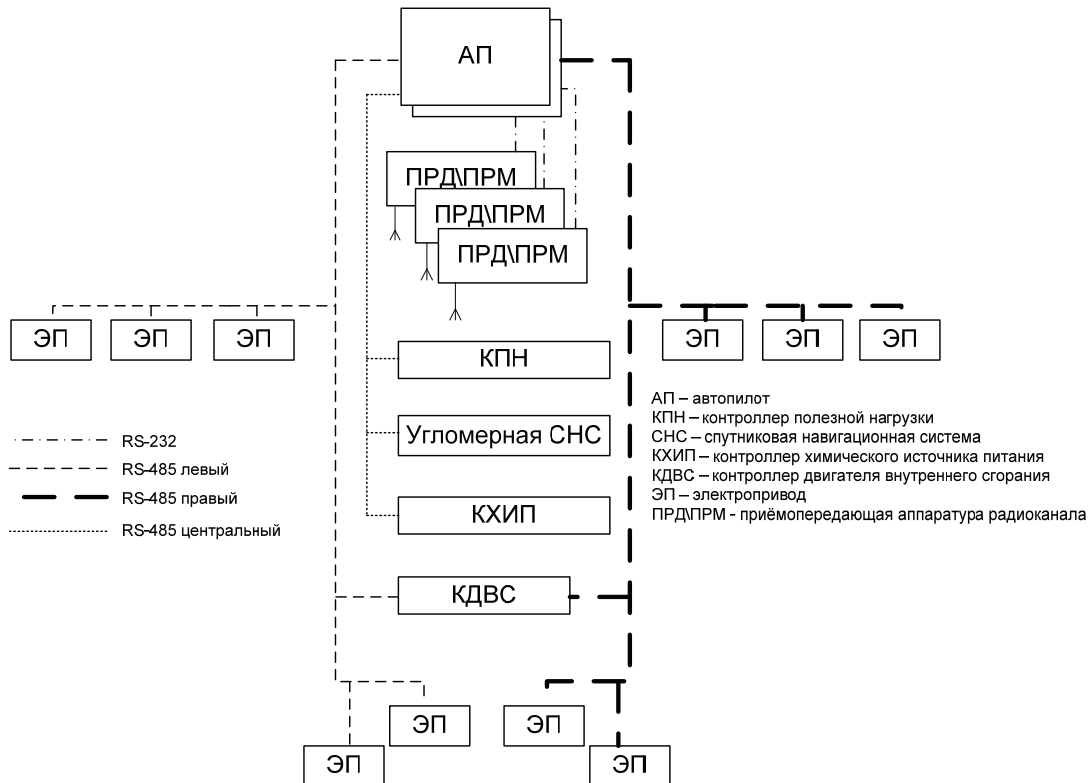 АП
ПРД\ПРМ
ПРД\ПРМ
ПРД\ПРМ
ЭП
ЭП
ЭП
ЭП
ЭП
ЭП
КПН
Угломерная СНС
КХИП
КДВС
RS-232
RS-485 левый
RS-485 правый
RS-485 центральный
АП – автопилот
КПН – контроллер полезной нагрузки
СНС – спутниковая навигационная система
КХИП – контроллер химического источника питания
КДВС – контроллер двигателя внутреннего сгорания
ЭП – электропривод
ПРД\ПРМ - приёмопередающая аппаратура радиоканала
ЭП
ЭП
ЭП
ЭП